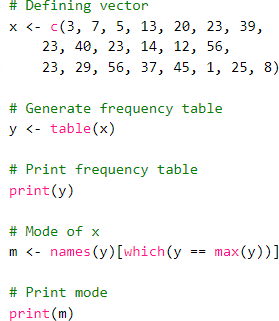 # Defining vector
x <- c(3, 7, 5, 13, 20, 23, 39,
    23, 40, 23, 14, 12, 56,
    23, 29, 56, 37, 45, 1, 25, 8)

# Generate frequency table
y <- table(x)

# Print frequency table
print(y)

# Mode of x
m <- names(y)[which(y == max(y))]

# Print mode
print(m)